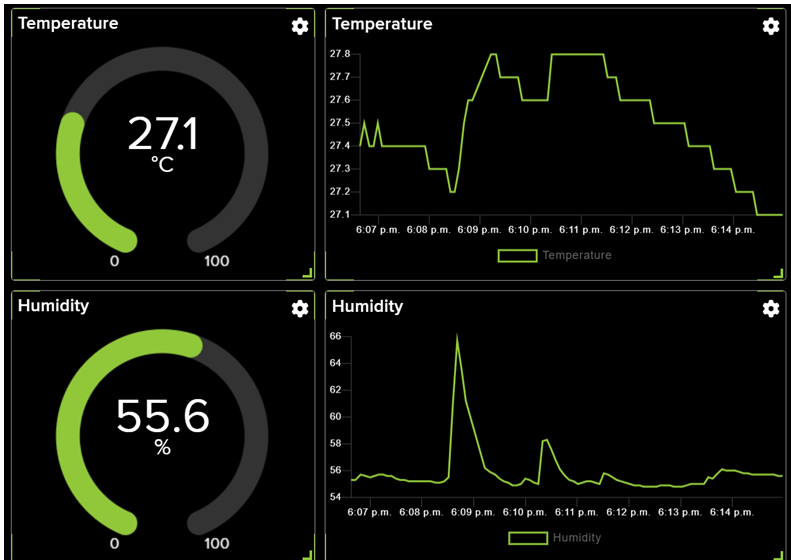 Temperature
27.1
°C
0 100
Temperature
27.8
27.7
27.6
27.5
27.4
27.3
27.2
27.1
6:07 p.m. 6:08 p.m. 6:09 p.m. 6:10 p.m. 6:11 p.m. 6:12 p.m. 6:13 p.m. 6:14 p.m.
Temperature
Humidity
55.6
%
0 100
Humidity
66
64
62
60
58
56
54
6:07 p.m. 6:08 p.m. 6:09 p.m. 6:10 p.m. 6:11 p.m. 6:12 p.m. 6:13 p.m. 6:14 p.m.
Humidity